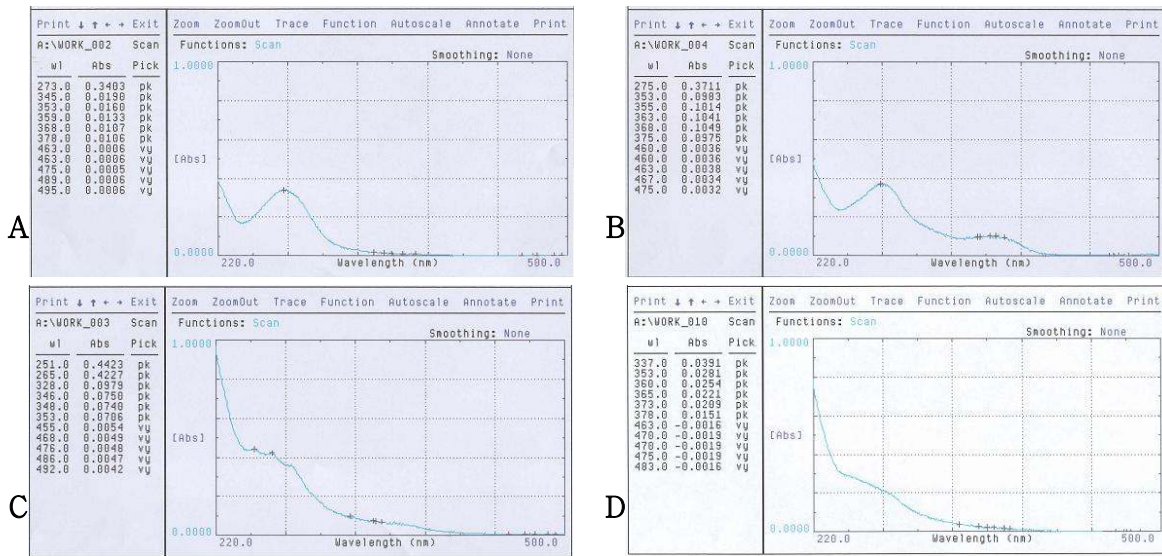 Print ↓ ↑ ← → Exit Zoom ZoomOut Trace Function Autoscale Annotate Print
A:\WORK_002 Scan Functions: Scan
Smoothing: None
wl Abs Pick
273.0 0.3403 pk
345.0 0.0190 pk
353.0 0.0160 pk
359.0 0.0133 pk
368.0 0.0107 pk
378.0 0.0106 pk
463.0 0.0006 vy
463.0 0.0006 vy
475.0 0.0005 vy
489.0 0.0006 vy
495.0 0.0006 vy
1.0000
[Abs]
0.0000
220.0 Wavelength (nm) 500.0
A
Print ↓ ↑ ← → Exit Zoom ZoomOut Trace Function Autoscale Annotate Print
A:\WORK_004 Scan Functions: Scan
Smoothing: None
wl Abs Pick
275.0 0.3711 pk
353.0 0.0983 pk
355.0 0.1014 pk
363.0 0.1041 pk
368.0 0.1049 pk
375.0 0.0975 pk
460.0 0.0036 vy
460.0 0.0036 vy
463.0 0.0038 vy
467.0 0.0034 vy
475.0 0.0032 vy
1.0000
[Abs]
0.0000
220.0 Wavelength (nm) 500.0
B
Print ↓ ↑ ← → Exit Zoom ZoomOut Trace Function Autoscale Annotate Print
A:\WORK_003 Scan Functions: Scan
Smoothing: None
wl Abs Pick
251.0 0.4423 pk
265.0 0.4227 pk
328.0 0.0979 pk
346.0 0.0750 pk
348.0 0.0740 pk
353.0 0.0706 pk
455.0 0.0054 vy
468.0 0.0049 vy
476.0 0.0048 vy
486.0 0.0047 vy
492.0 0.0042 vy
1.0000
[Abs]
0.0000
220.0 Wavelength (nm) 500.0
C
Print ↓ ↑ ← → Exit Zoom ZoomOut Trace Function Autoscale Annotate Print
A:\WORK_010 Scan Functions: Scan
Smoothing: None
wl Abs Pick
337.0 0.0391 pk
353.0 0.0281 pk
360.0 0.0254 pk
365.0 0.0221 pk
373.0 0.0209 pk
378.0 0.0151 pk
463.0 -0.0016 vy
470.0 -0.0019 vy
470.0 -0.0019 vy
475.0 -0.0019 vy
483.0 -0.0016 vy
1.0000
[Abs]
0.0000
220.0 Wavelength (nm) 500.0
D